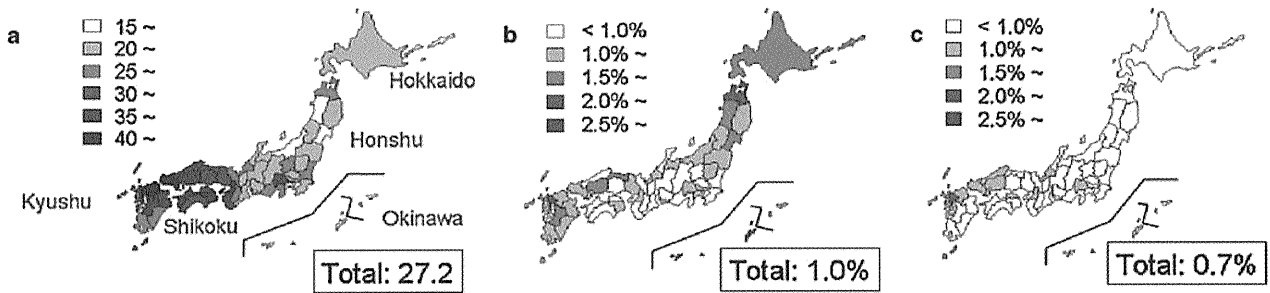 a
15 ~
20 ~
25 ~
30 ~
35 ~
40 ~
Hokkaido
Honshu
Kyushu
Shikoku
Okinawa
Total: 27.2
b
< 1.0%
1.0% ~
1.5% ~
2.0% ~
2.5% ~
Total: 1.0%
c
< 1.0%
1.0% ~
1.5% ~
2.0% ~
2.5% ~
Total: 0.7%